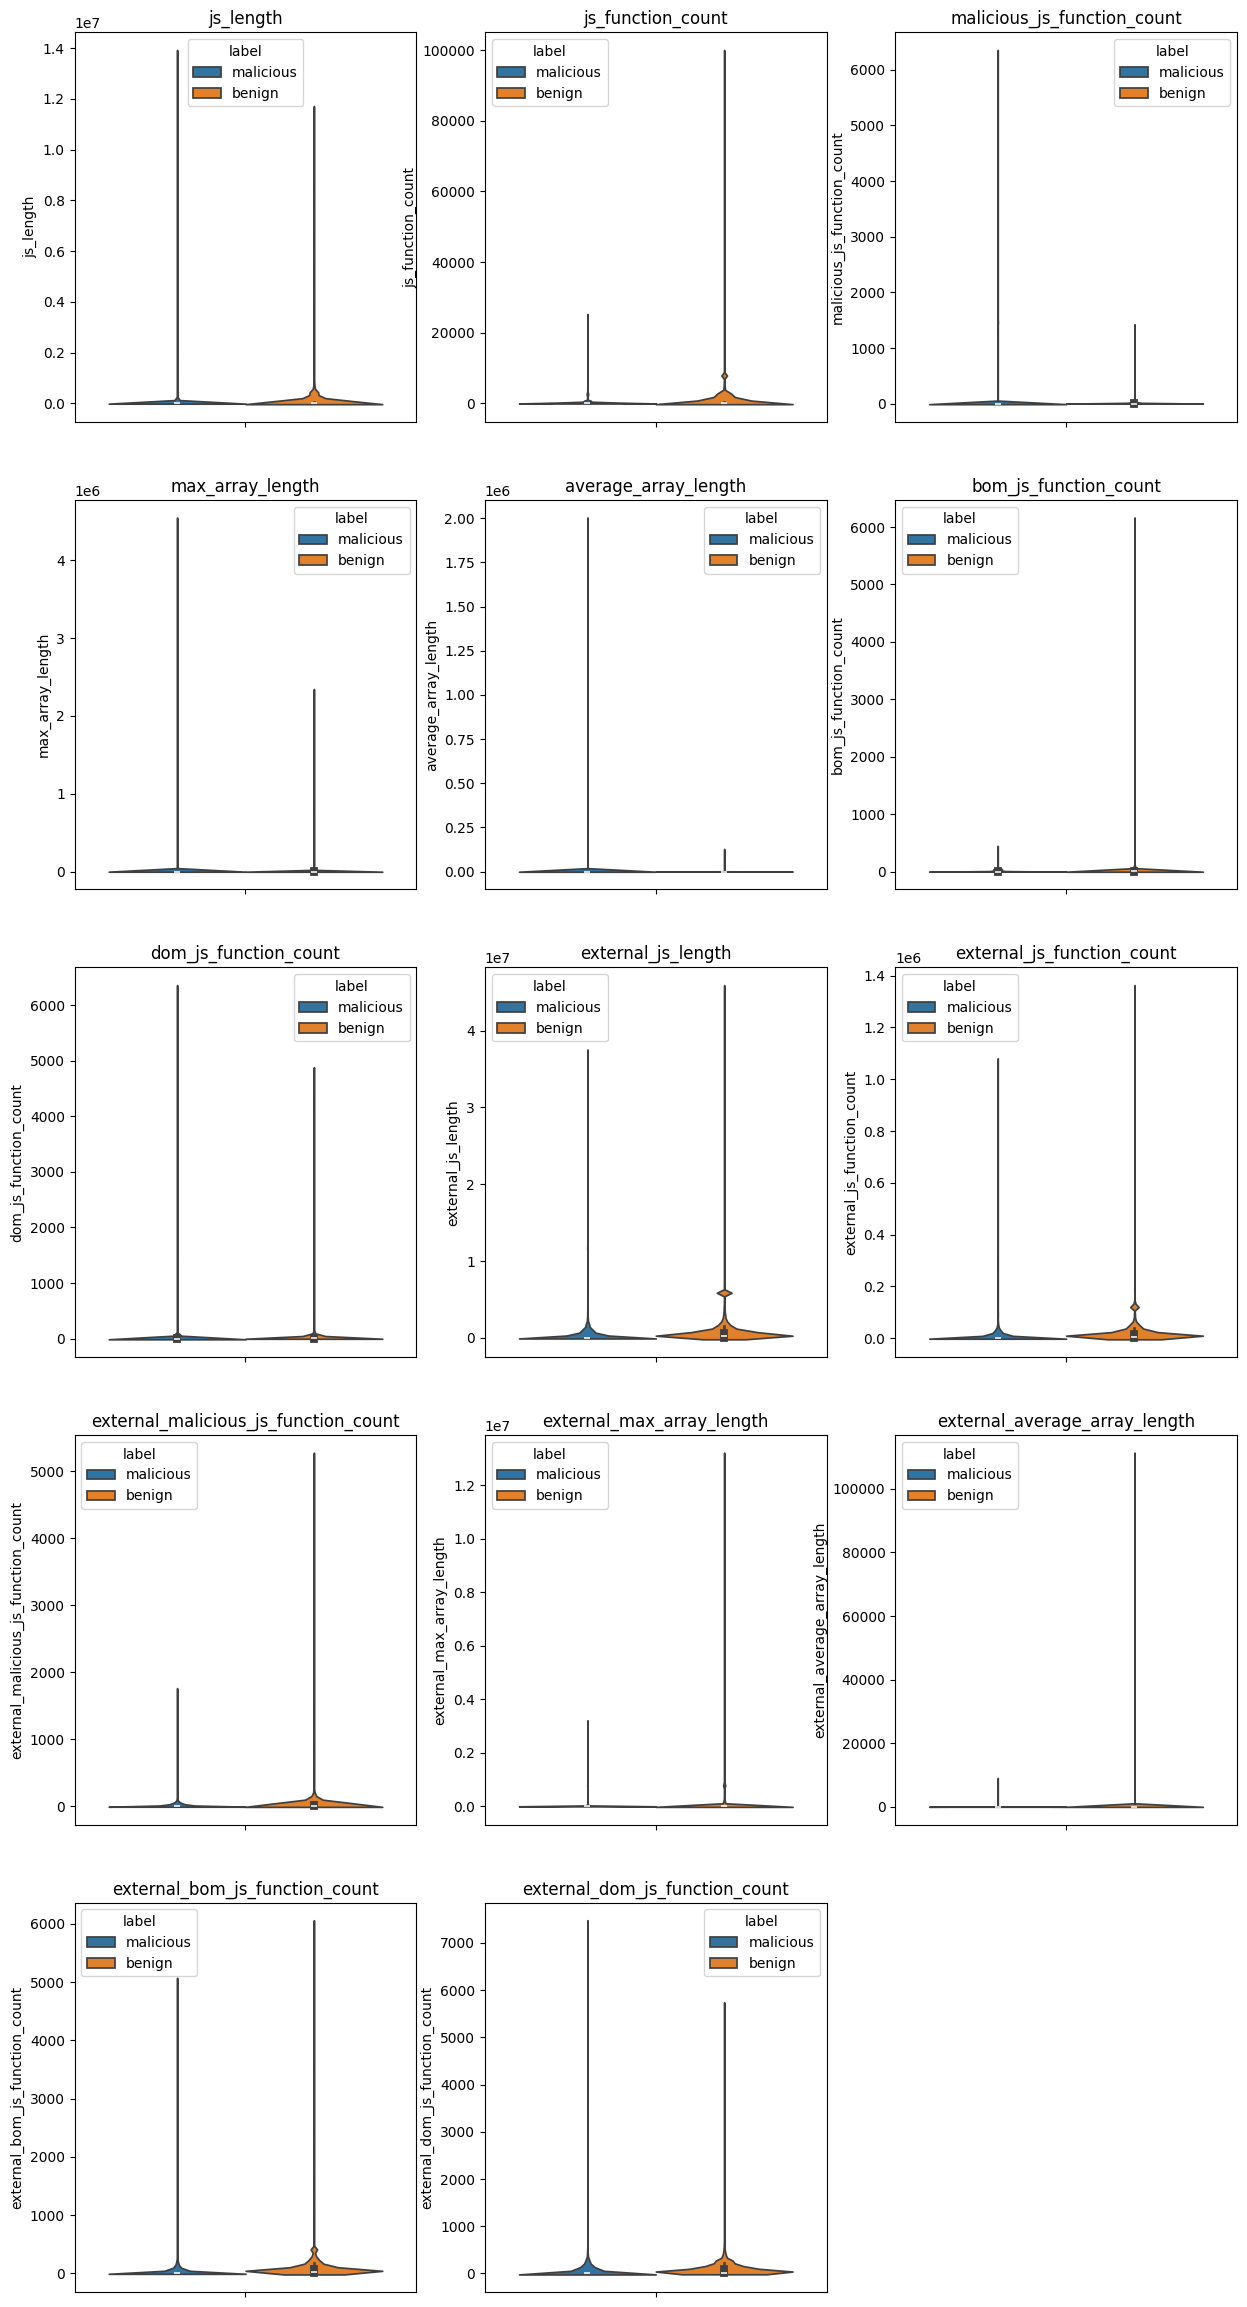 js_length
1e7
label
malicious
benign
js_length
1.4
1.2
1.0
0.8
0.6
0.4
0.2
0.0
js_function_count
label
malicious
benign
js_function_count
100000
80000
60000
40000
20000
0
malicious_js_function_count
label
malicious
benign
malicious_js_function_count
6000
5000
4000
3000
2000
1000
0
max_array_length
1e6
label
malicious
benign
max_array_length
4
3
2
1
0
average_array_length
1e6
label
malicious
benign
average_array_length
2.00
1.75
1.50
1.25
1.00
0.75
0.50
0.25
0.00
bom_js_function_count
label
malicious
benign
bom_js_function_count
6000
5000
4000
3000
2000
1000
0
dom_js_function_count
label
malicious
benign
dom_js_function_count
6000
5000
4000
3000
2000
1000
0
external_js_length
1e7
label
malicious
benign
external_js_length
4
3
2
1
0
external_js_function_count
1e6
label
malicious
benign
external_js_function_count
1.4
1.2
1.0
0.8
0.6
0.4
0.2
0.0
external_malicious_js_function_count
label
malicious
benign
external_malicious_js_function_count
5000
4000
3000
2000
1000
0
external_max_array_length
1e7
label
malicious
benign
external_max_array_length
1.2
1.0
0.8
0.6
0.4
0.2
0.0
external_average_array_length
label
malicious
benign
external_average_array_length
100000
80000
60000
40000
20000
0
external_bom_js_function_count
label
malicious
benign
external_bom_js_function_count
6000
5000
4000
3000
2000
1000
0
external_dom_js_function_count
label
malicious
benign
external_dom_js_function_count
7000
6000
5000
4000
3000
2000
1000
0